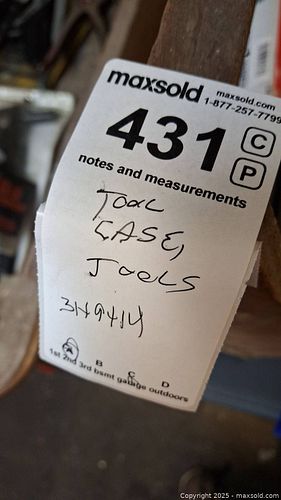 maxsold maxsold.com
1-877-257-7799
431 C
P
notes and measurements
TOOL
CASE,
TOOLS
3H9414
A B C D
1st 2nd 3rd bsmt garage outdoors
Copyright 2025 - maxsold.com